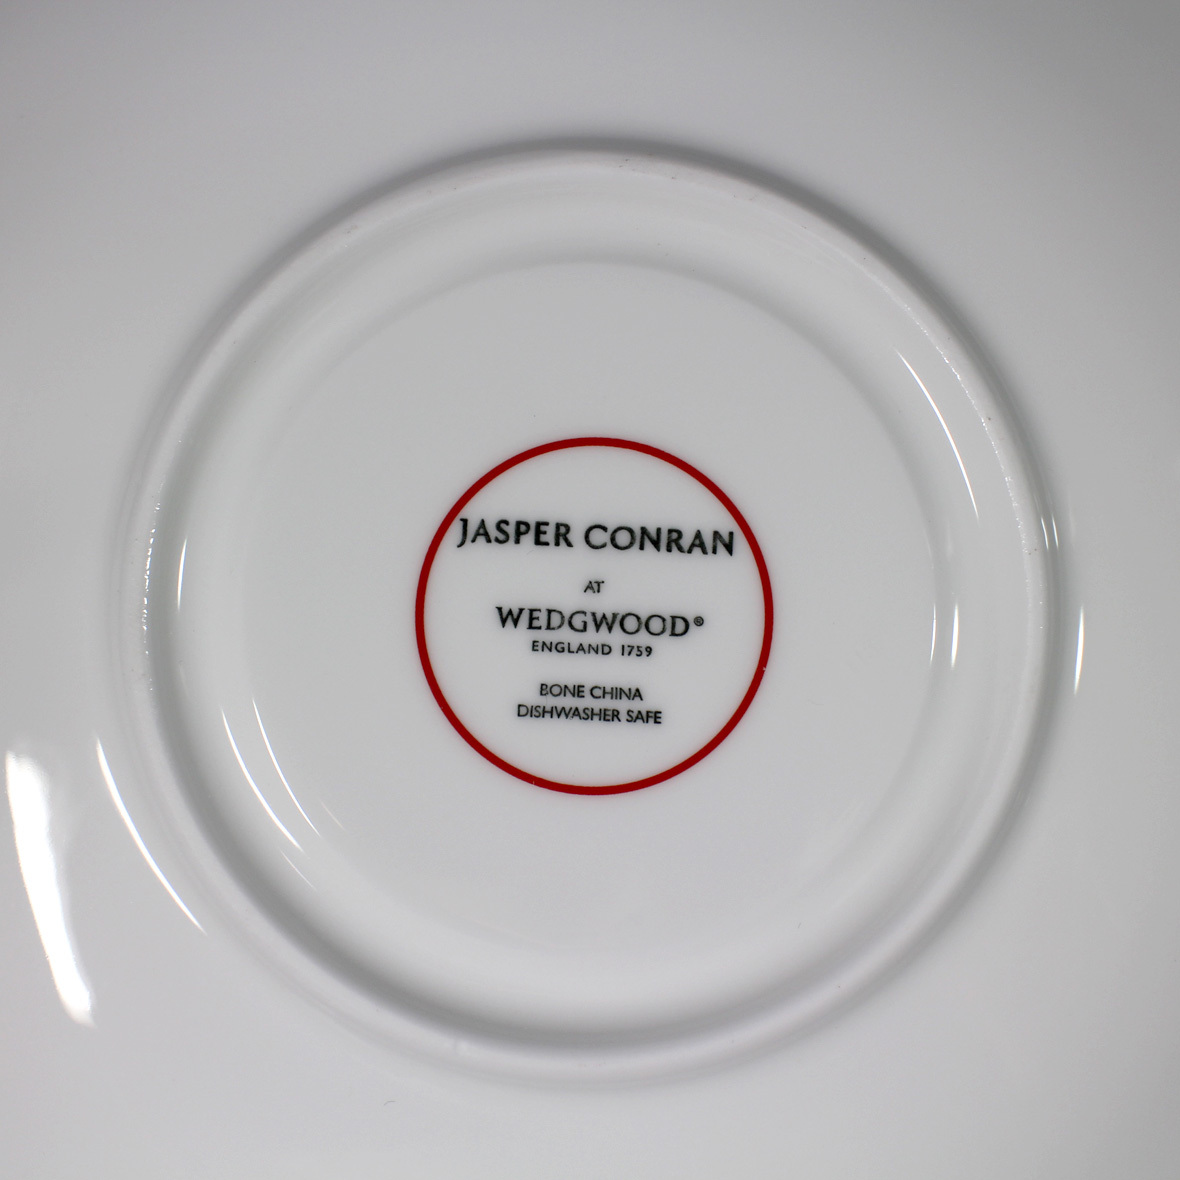 JASPER CONRAN
AT
WEDGWOOD®
ENGLAND 1759
BONE CHINA
DISHWASHER SAFE